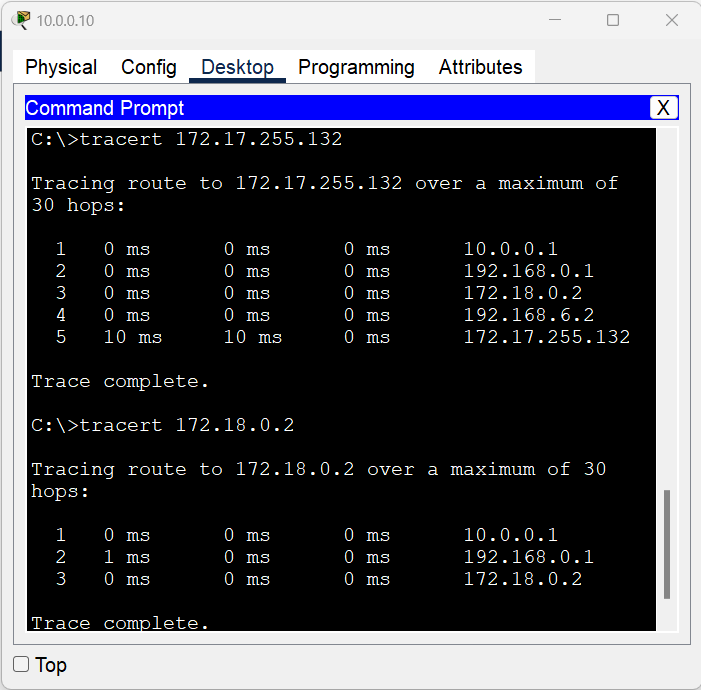 10.0.0.10
Physical Config Desktop Programming Attributes
Command Prompt X
C:\>tracert 172.17.255.132
Tracing route to 172.17.255.132 over a maximum of
30 hops:
1 0 ms 0 ms 0 ms 10.0.0.1
2 0 ms 0 ms 0 ms 192.168.0.1
3 0 ms 0 ms 0 ms 172.18.0.2
4 0 ms 0 ms 0 ms 192.168.6.2
5 10 ms 10 ms 0 ms 172.17.255.132
Trace complete.
C:\>tracert 172.18.0.2
Tracing route to 172.18.0.2 over a maximum of 30
hops:
1 0 ms 0 ms 0 ms 10.0.0.1
2 1 ms 0 ms 0 ms 192.168.0.1
3 0 ms 0 ms 0 ms 172.18.0.2
Trace complete.
Top